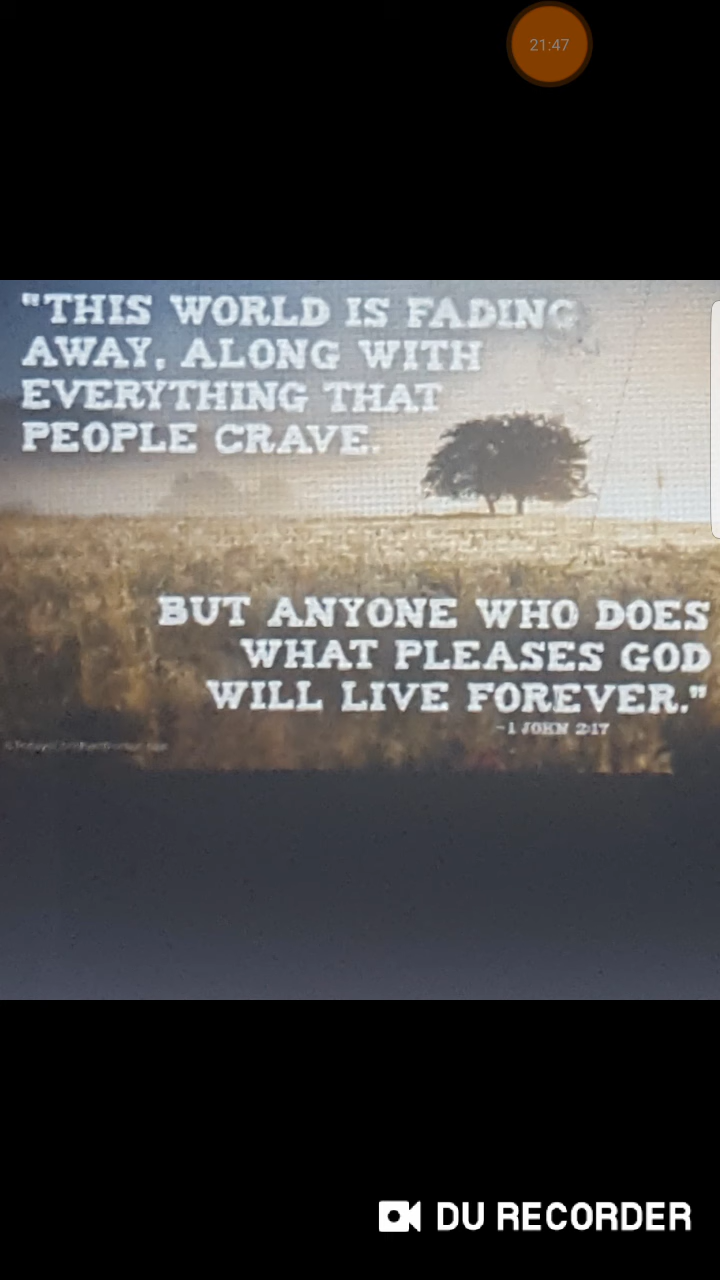 21:47
"THIS WORLD IS FADING
AWAY, ALONG WITH
EVERYTHING THAT
PEOPLE CRAVE.
BUT ANYONE WHO DOES
WHAT PLEASES GOD
WILL LIVE FOREVER."
~1 JOHN 2:17
DU RECORDER